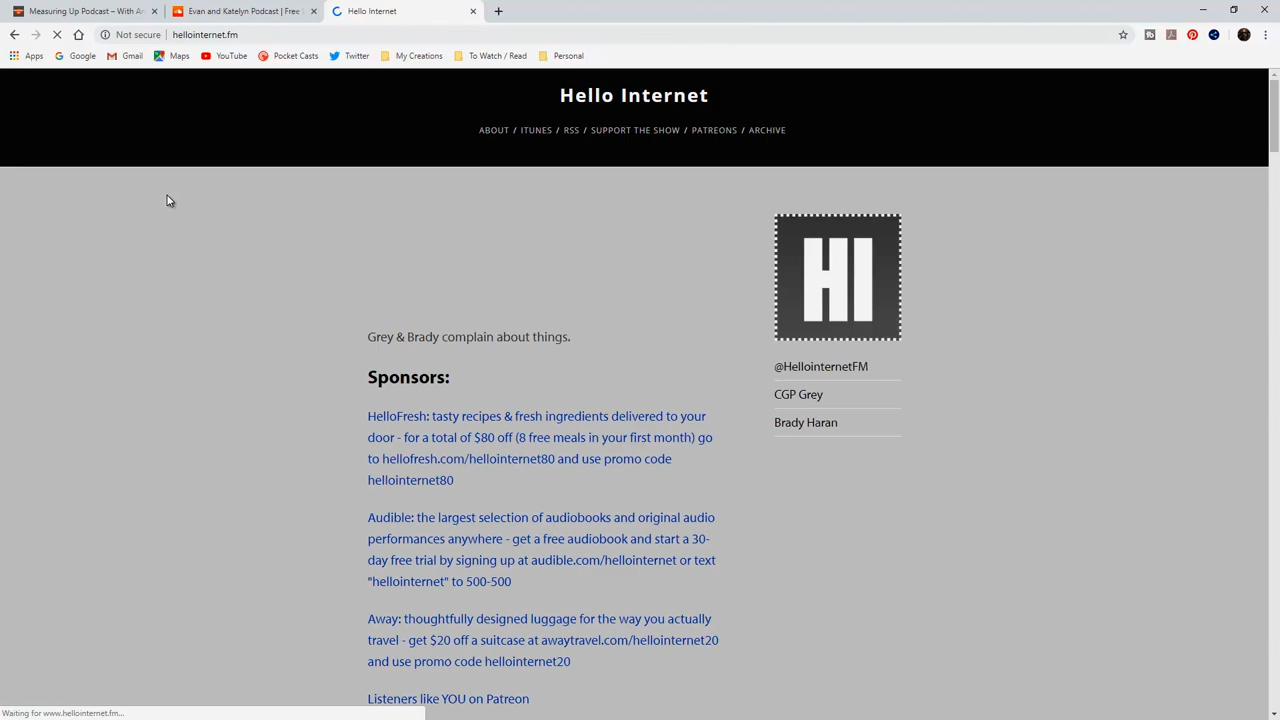 Measuring Up Podcast – With Ar
Evan and Katelyn Podcast | Free
Hello Internet
Not secure
hellointernet.fm
Apps
Google
Gmail
Maps
YouTube
Pocket Casts
Twitter
My Creations
To Watch / Read
Personal
Hello Internet
ABOUT / ITUNES / RSS / SUPPORT THE SHOW / PATREONS / ARCHIVE
HI
Grey & Brady complain about things.
Sponsors:
HelloFresh: tasty recipes & fresh ingredients delivered to your
door - for a total of $80 off (8 free meals in your first month) go
to hellofresh.com/hellointernet80 and use promo code
hellointernet80
Audible: the largest selection of audiobooks and original audio
performances anywhere - get a free audiobook and start a 30-
day free trial by signing up at audible.com/hellointernet or text
"hellointernet" to 500-500
Away: thoughtfully designed luggage for the way you actually
travel - get $20 off a suitcase at awaytravel.com/hellointernet20
and use promo code hellointernet20
Listeners like YOU on Patreon
@HellointernetFM
CGP Grey
Brady Haran
Waiting for www.hellointernet.fm...